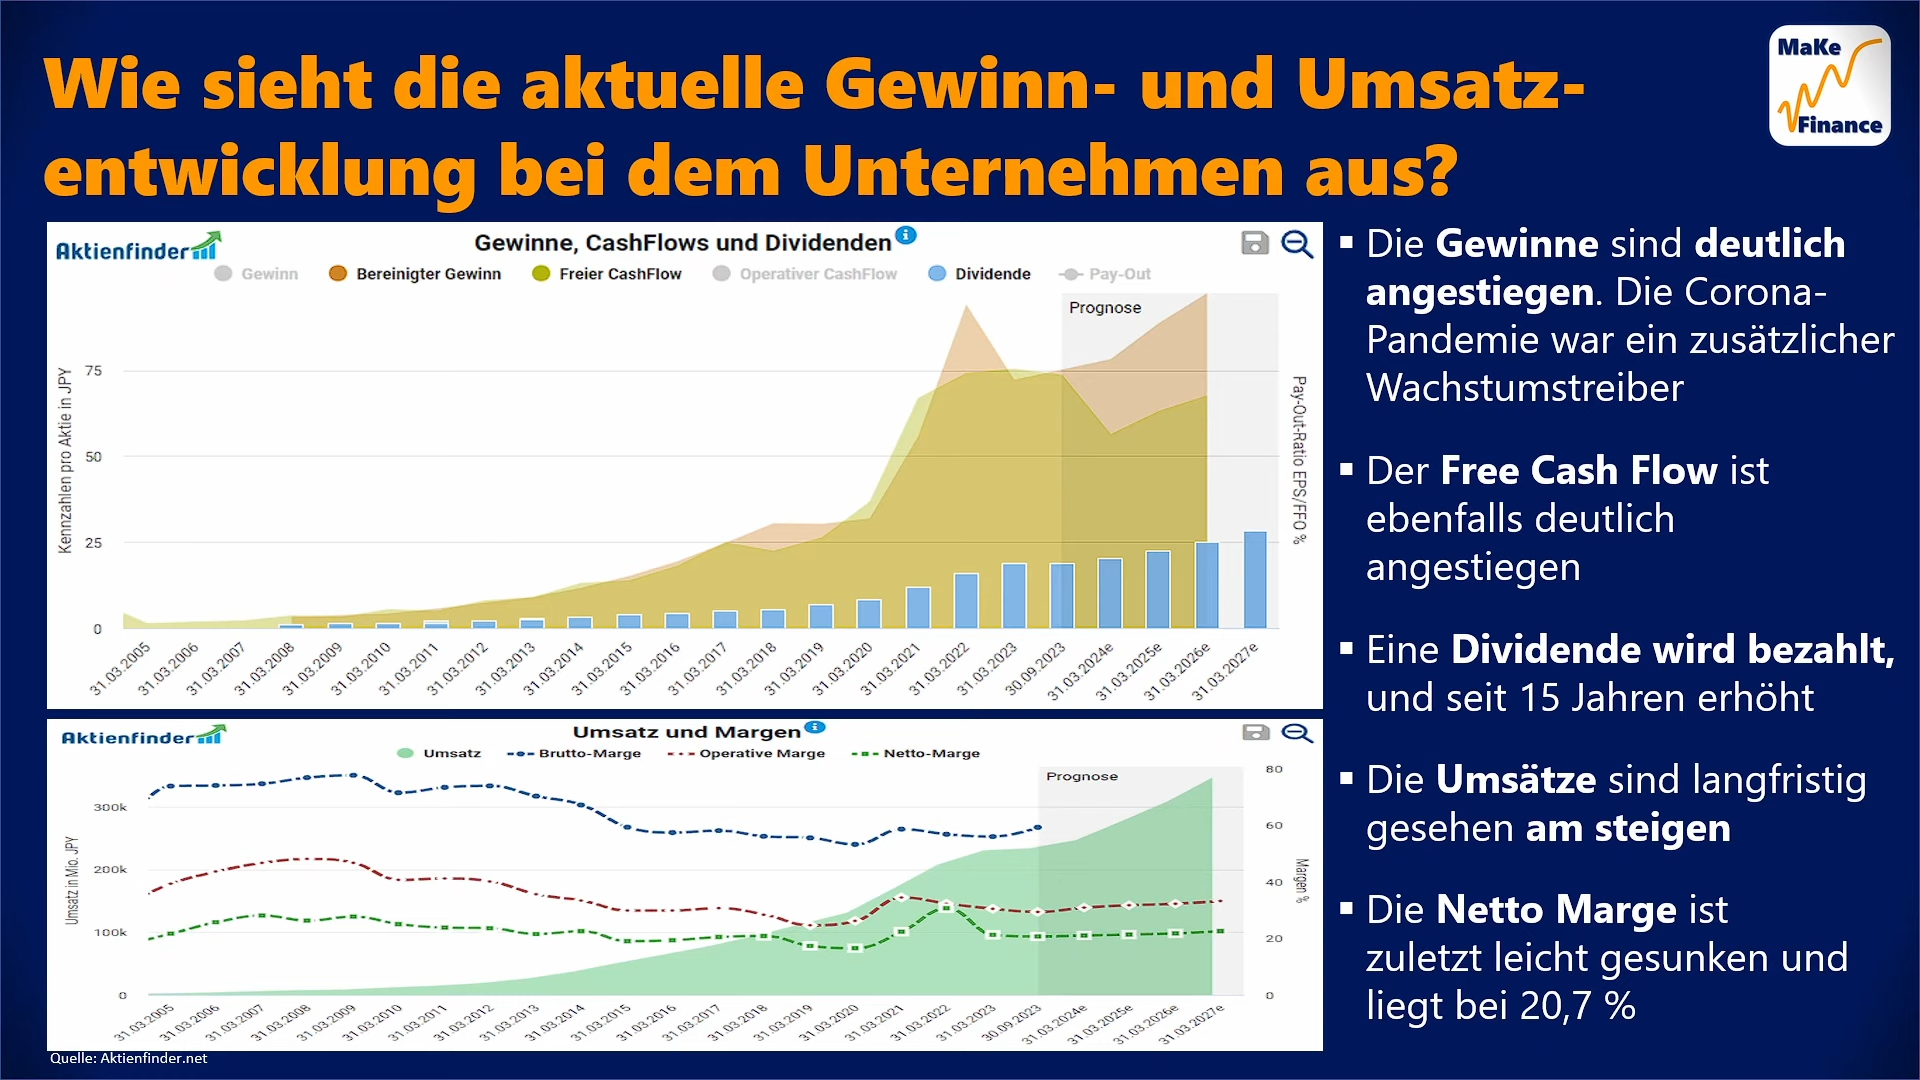 Wie sieht die aktuelle Gewinn- und Umsatz-
entwicklung bei dem Unternehmen aus?
MaKe
Finance
Aktienfinder
Gewinne, CashFlows und Dividenden
Gewinn
Bereinigter Gewinn
Freier CashFlow
Operativer CashFlow
Dividende
Pay-Out
Prognose
Kennzahlen pro Aktie in JPY
75
50
25
0
Pay-Out-Ratio EPS/FFO %
31.03.2005
31.03.2006
31.03.2007
31.03.2008
31.03.2009
31.03.2010
31.03.2011
31.03.2012
31.03.2013
31.03.2014
31.03.2015
31.03.2016
31.03.2017
31.03.2018
31.03.2019
31.03.2020
31.03.2021
31.03.2022
31.03.2023
30.09.2023
31.03.2024e
31.03.2025e
31.03.2026e
31.03.2027e
Aktienfinder
Umsatz und Margen
Umsatz
Brutto-Marge
Operative Marge
Netto-Marge
Prognose
Umsatz in Mio. JPY
300k
200k
100k
0
80
60
40
20
0
Margen %
31.03.2005
31.03.2006
31.03.2007
31.03.2008
31.03.2009
31.03.2010
31.03.2011
31.03.2012
31.03.2013
31.03.2014
31.03.2015
31.03.2016
31.03.2017
31.03.2018
31.03.2019
31.03.2020
31.03.2021
31.03.2022
31.03.2023
30.09.2023
31.03.2024e
31.03.2025e
31.03.2026e
31.03.2027e
Quelle: Aktienfinder.net
▪ Die Gewinne sind deutlich
angestiegen. Die Corona-
Pandemie war ein zusätzlicher
Wachstumstreiber
▪ Der Free Cash Flow ist
ebenfalls deutlich
angestiegen
▪ Eine Dividende wird bezahlt,
und seit 15 Jahren erhöht
▪ Die Umsätze sind langfristig
gesehen am steigen
▪ Die Netto Marge ist
zuletzt leicht gesunken und
liegt bei 20,7 %